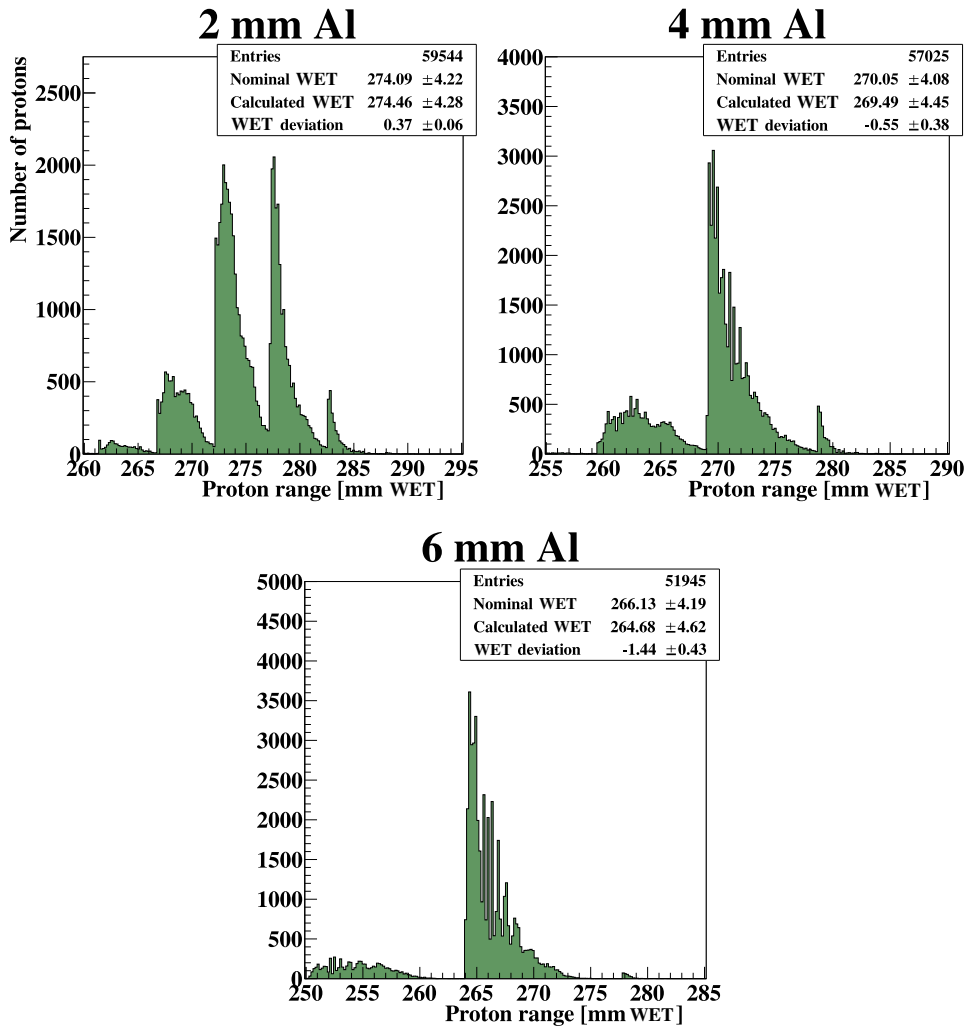 2 mm Al
Entries 59544
Nominal WET 274.09 ±4.22
Calculated WET 274.46 ±4.28
WET deviation 0.37 ±0.06
Number of protons
2500
2000
1500
1000
500
0
260 265 270 275 280 285 290 295
Proton range [mm WET]
4 mm Al
Entries 57025
Nominal WET 270.05 ±4.08
Calculated WET 269.49 ±4.45
WET deviation -0.55 ±0.38
4000
3500
3000
2500
2000
1500
1000
500
0
255 260 265 270 275 280 285 290
Proton range [mm WET]
6 mm Al
Entries 51945
Nominal WET 266.13 ±4.19
Calculated WET 264.68 ±4.62
WET deviation -1.44 ±0.43
5000
4500
4000
3500
3000
2500
2000
1500
1000
500
0
250 255 260 265 270 275 280 285
Proton range [mm WET]